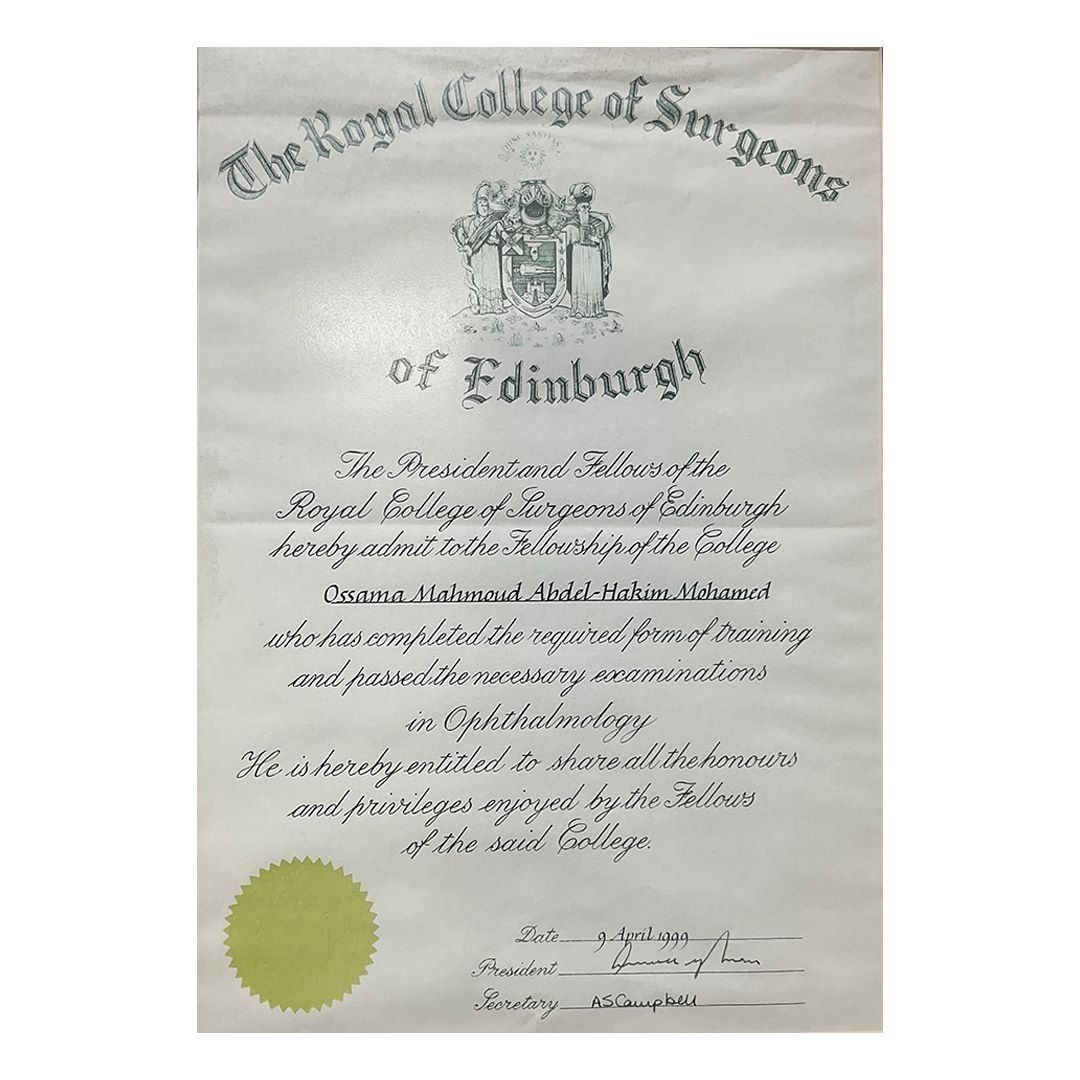 The Royal College of Surgeons
HINC SANITAS
of Edinburgh
The President and Fellows of the
Royal College of Surgeons of Edinburgh
hereby admit to the Fellowship of the College
Ossama Mahmoud Abdel-Hakim Mohamed
who has completed the required form of training
and passed the necessary examinations
in Ophthalmology
He is hereby entitled to share all the honours
and privileges enjoyed by the Fellows
of the said College.
Date 9 April 1999
President
Secretary AS Campbell